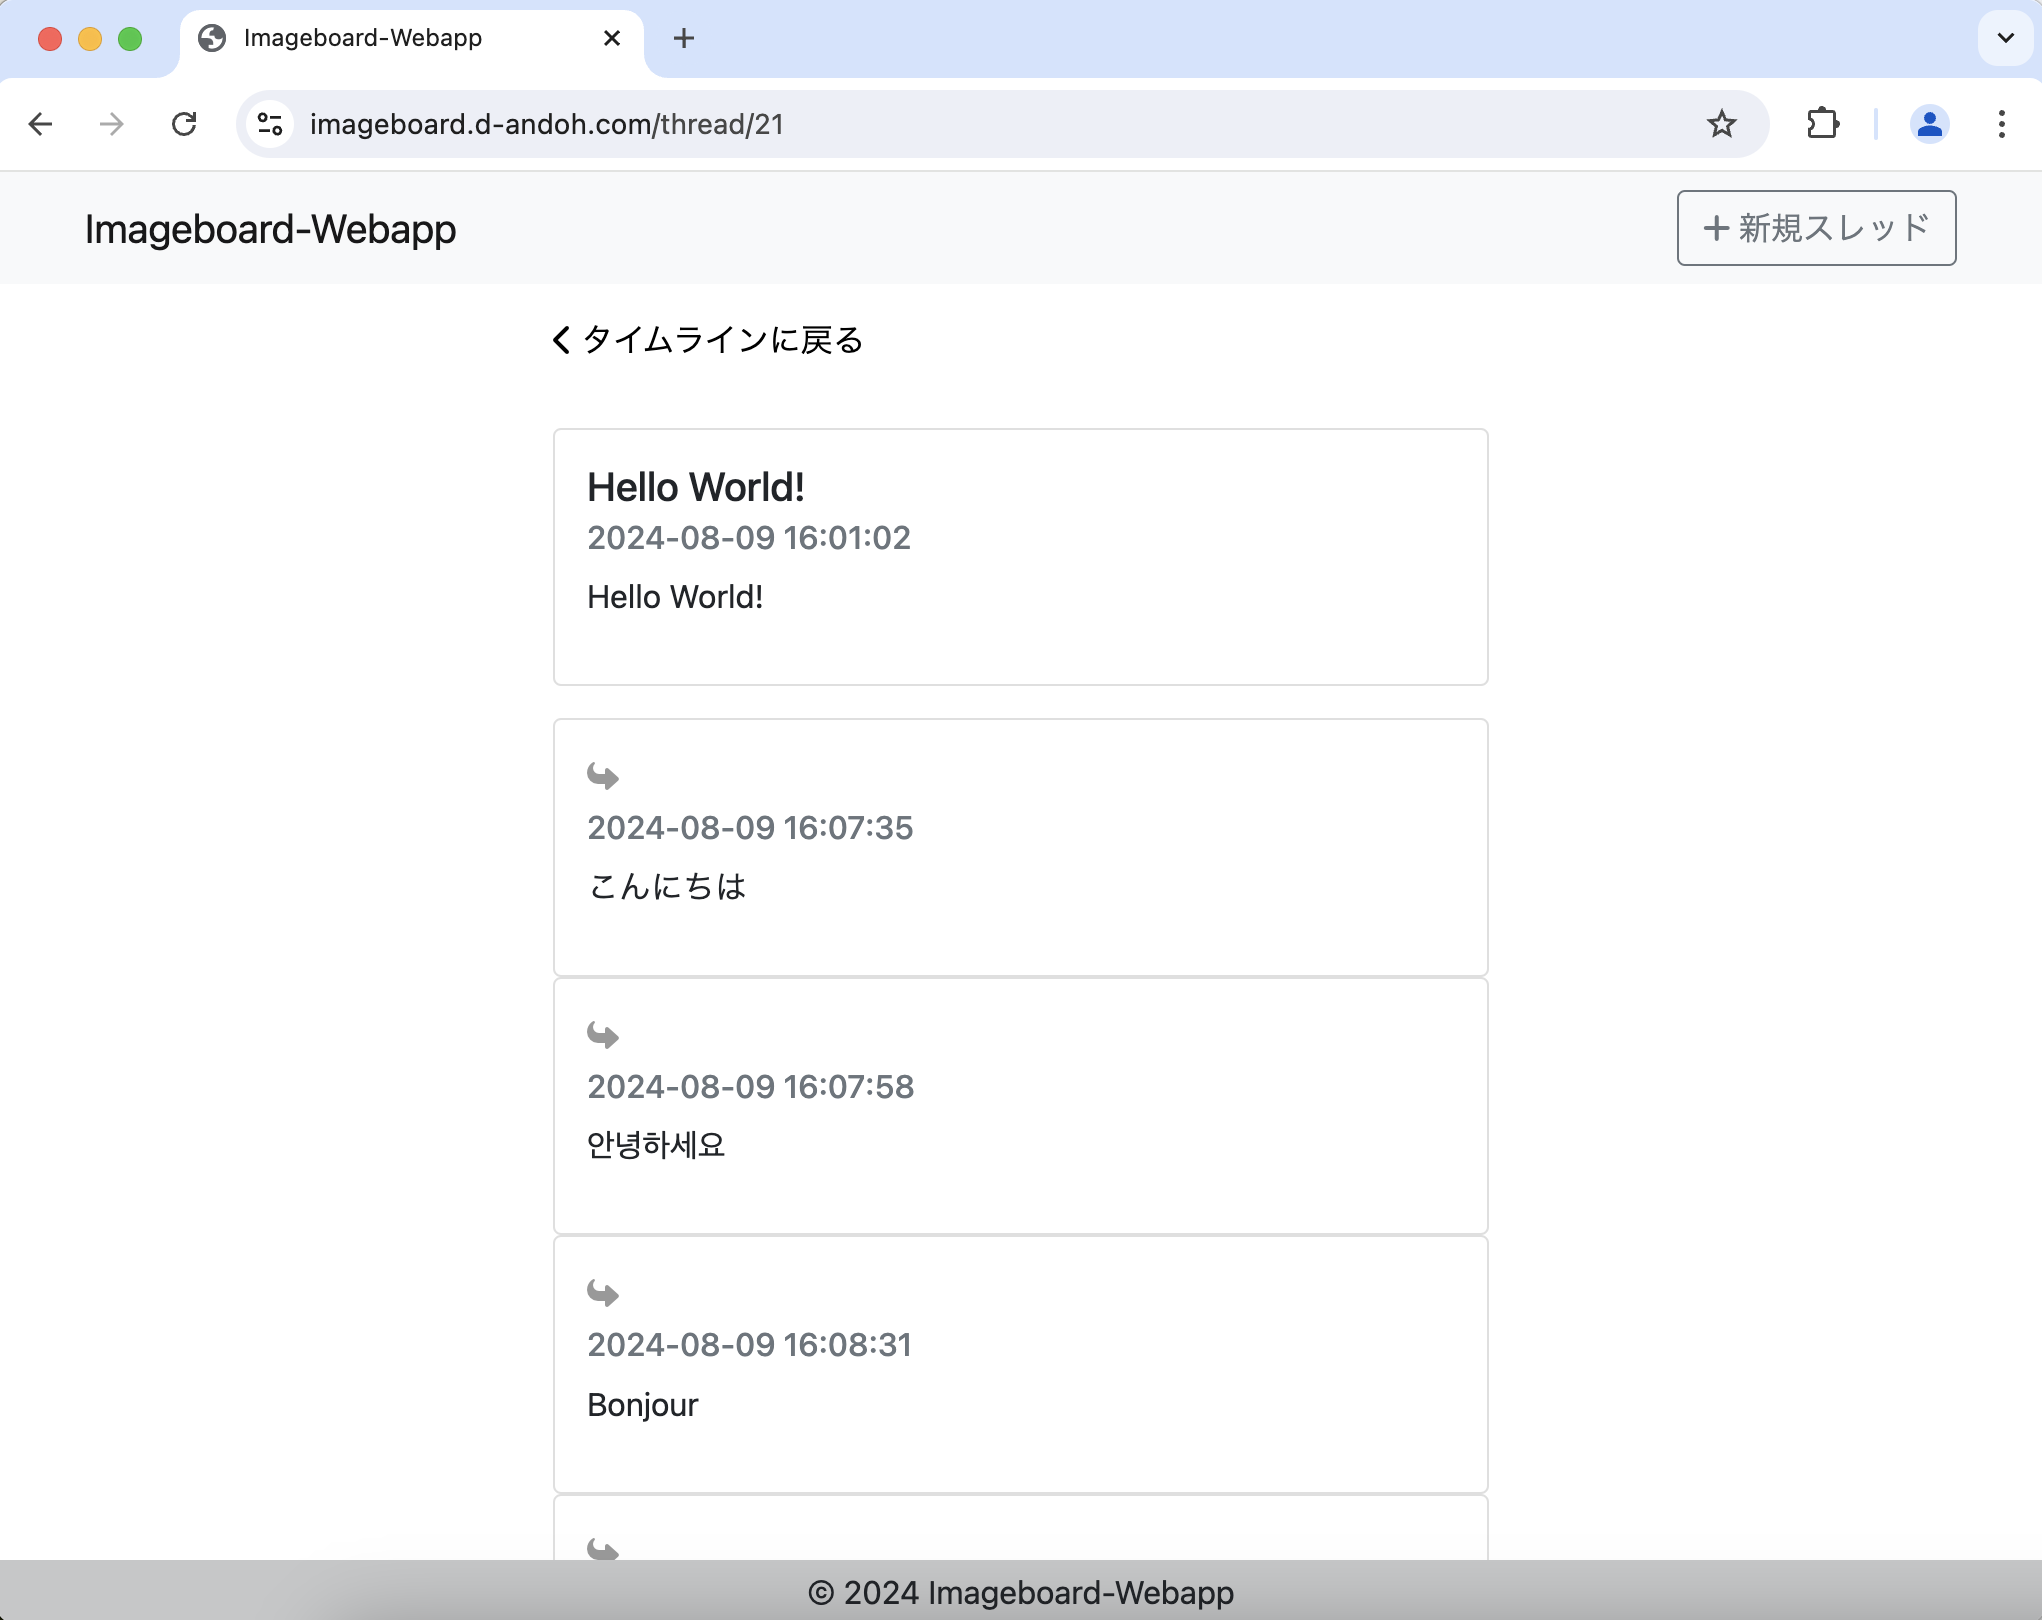 Imageboard-Webapp
imageboard.d-andoh.com/thread/21
Imageboard-Webapp
新規スレッド
タイムラインに戻る
Hello World!
2024-08-09 16:01:02
Hello World!
2024-08-09 16:07:35
こんにちは
2024-08-09 16:07:58
안녕하세요
2024-08-09 16:08:31
Bonjour
© 2024 Imageboard-Webapp